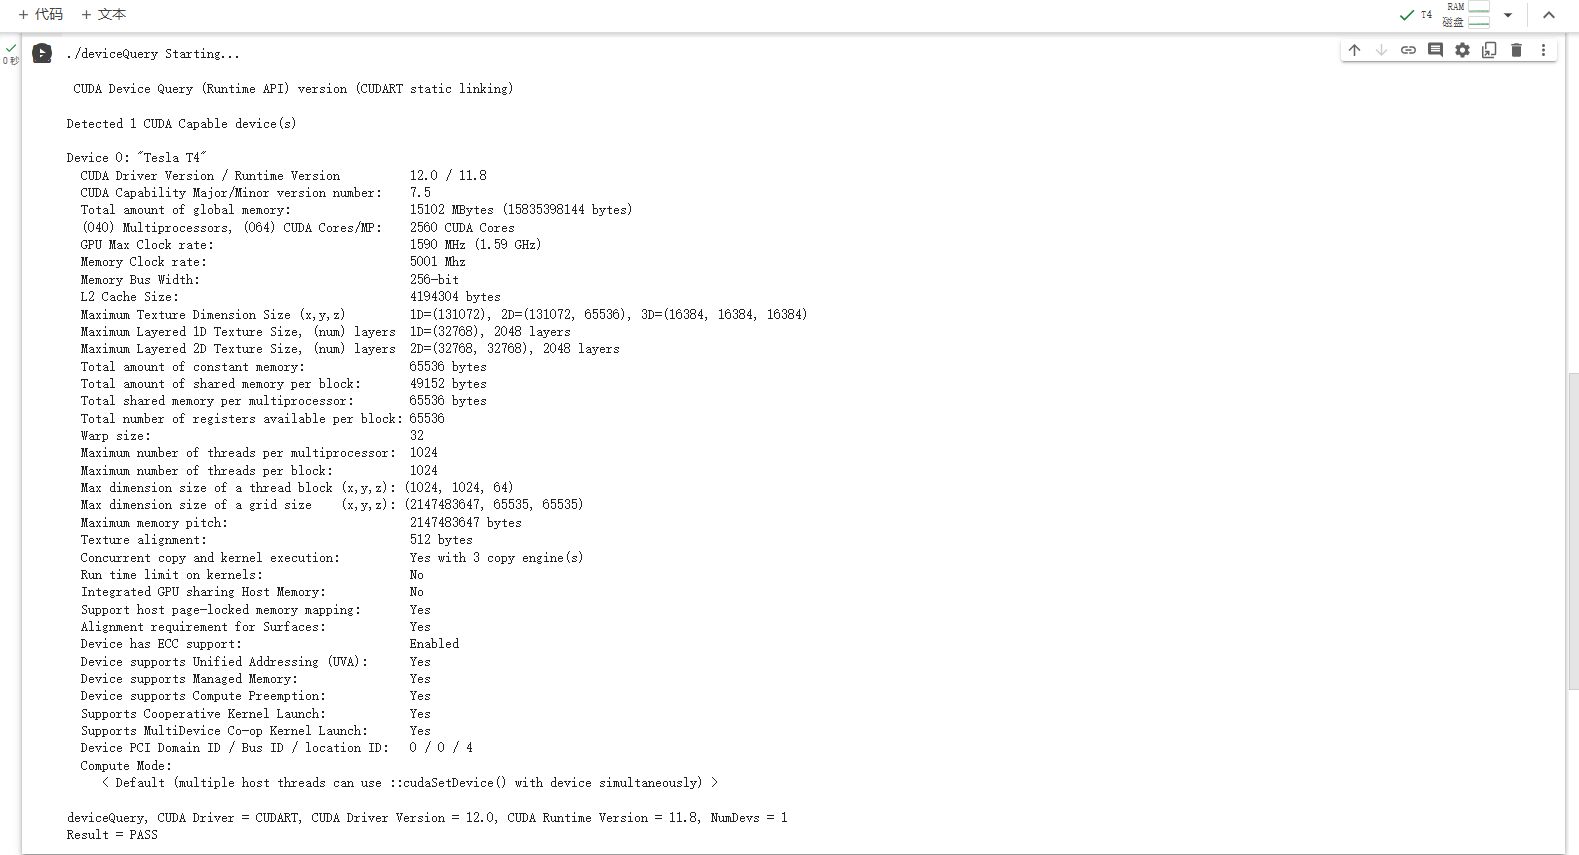 + 代码 + 文本
T4 RAM
磁盘
0秒
./deviceQuery Starting...
CUDA Device Query (Runtime API) version (CUDART static linking)
Detected 1 CUDA Capable device(s)
Device 0: "Tesla T4"
CUDA Driver Version / Runtime Version 12.0 / 11.8
CUDA Capability Major/Minor version number: 7.5
Total amount of global memory: 15102 MBytes (15835398144 bytes)
(040) Multiprocessors, (064) CUDA Cores/MP: 2560 CUDA Cores
GPU Max Clock rate: 1590 MHz (1.59 GHz)
Memory Clock rate: 5001 Mhz
Memory Bus Width: 256-bit
L2 Cache Size: 4194304 bytes
Maximum Texture Dimension Size (x,y,z) 1D=(131072), 2D=(131072, 65536), 3D=(16384, 16384, 16384)
Maximum Layered 1D Texture Size, (num) layers 1D=(32768), 2048 layers
Maximum Layered 2D Texture Size, (num) layers 2D=(32768, 32768), 2048 layers
Total amount of constant memory: 65536 bytes
Total amount of shared memory per block: 49152 bytes
Total shared memory per multiprocessor: 65536 bytes
Total number of registers available per block: 65536
Warp size: 32
Maximum number of threads per multiprocessor: 1024
Maximum number of threads per block: 1024
Max dimension size of a thread block (x,y,z): (1024, 1024, 64)
Max dimension size of a grid size (x,y,z): (2147483647, 65535, 65535)
Maximum memory pitch: 2147483647 bytes
Texture alignment: 512 bytes
Concurrent copy and kernel execution: Yes with 3 copy engine(s)
Run time limit on kernels: No
Integrated GPU sharing Host Memory: No
Support host page-locked memory mapping: Yes
Alignment requirement for Surfaces: Yes
Device has ECC support: Enabled
Device supports Unified Addressing (UVA): Yes
Device supports Managed Memory: Yes
Device supports Compute Preemption: Yes
Supports Cooperative Kernel Launch: Yes
Supports MultiDevice Co-op Kernel Launch: Yes
Device PCI Domain ID / Bus ID / location ID: 0 / 0 / 4
Compute Mode:
< Default (multiple host threads can use ::cudaSetDevice() with device simultaneously) >
deviceQuery, CUDA Driver = CUDART, CUDA Driver Version = 12.0, CUDA Runtime Version = 11.8, NumDevs = 1
Result = PASS